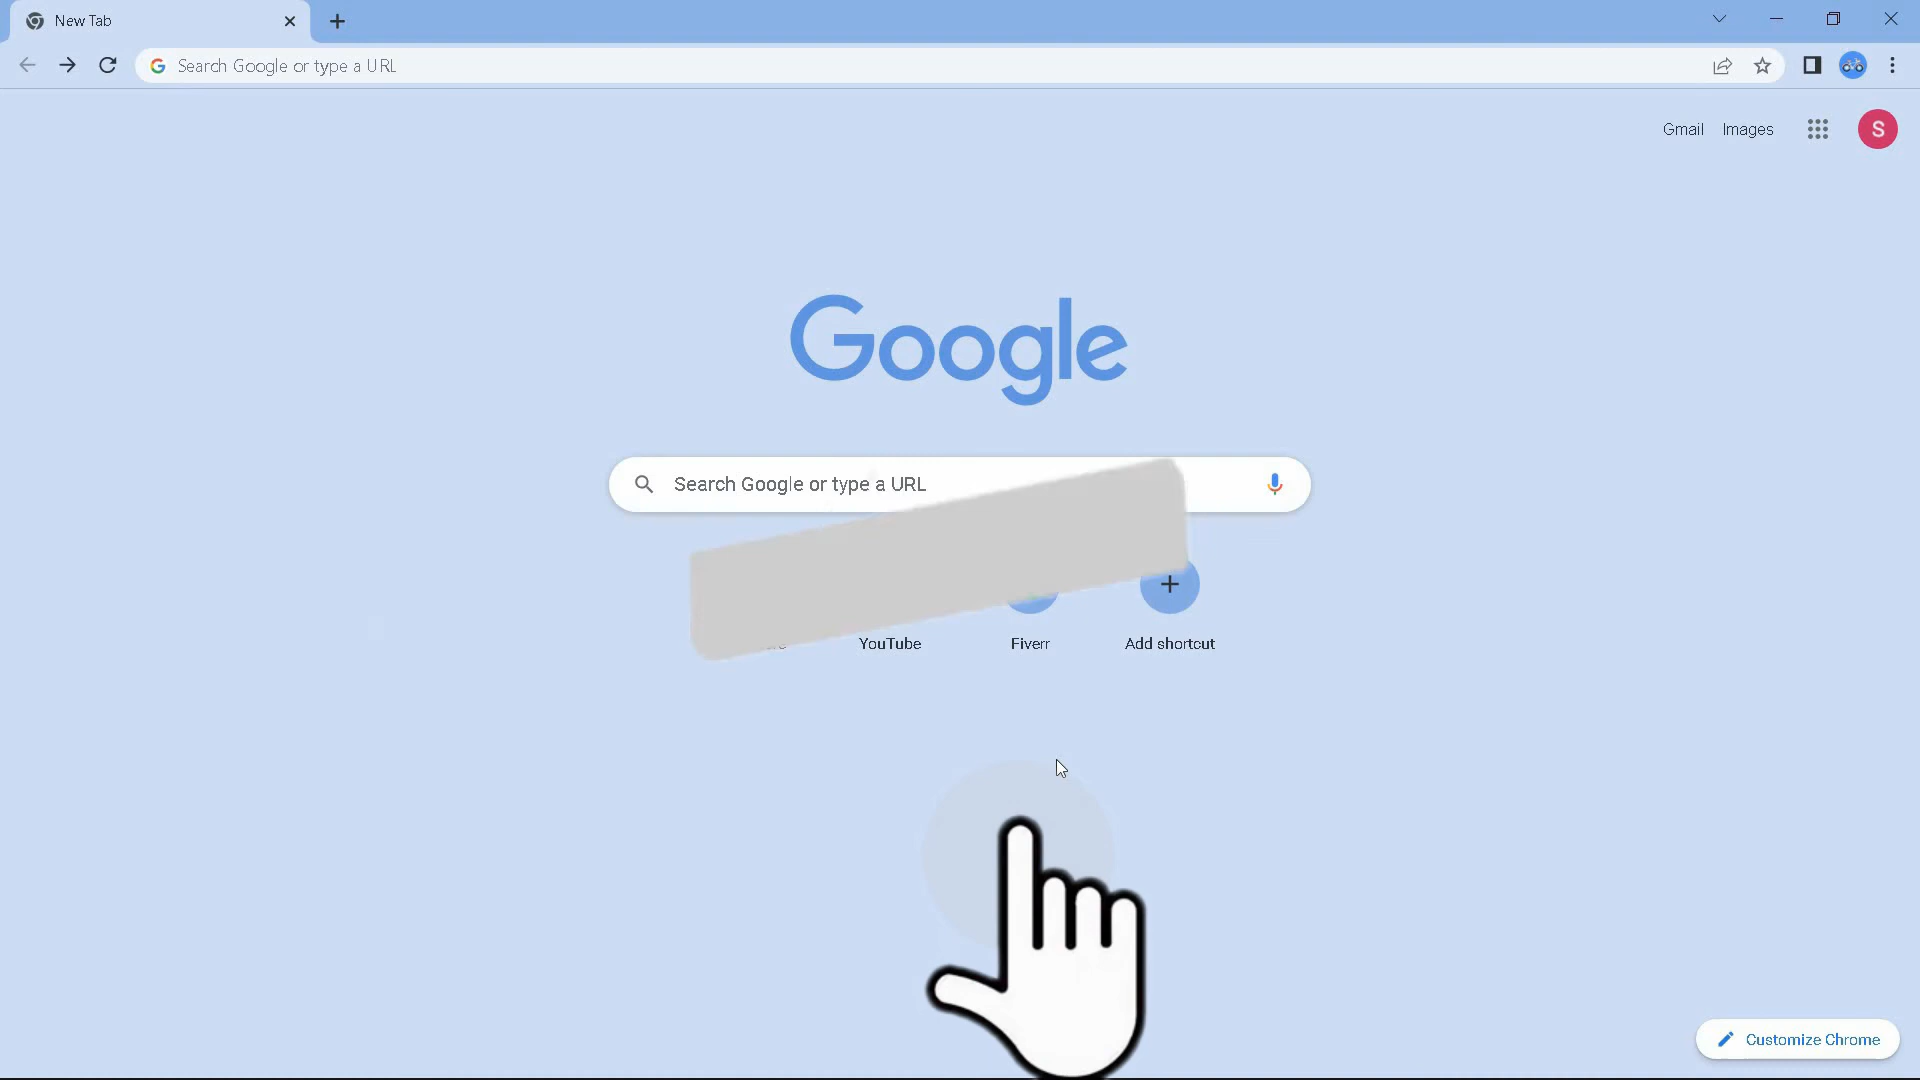 New Tab
Search Google or type a URL
Gmail Images
S
Google
Search Google or type a URL
YouTube Fiverr Add shortcut
Customize Chrome